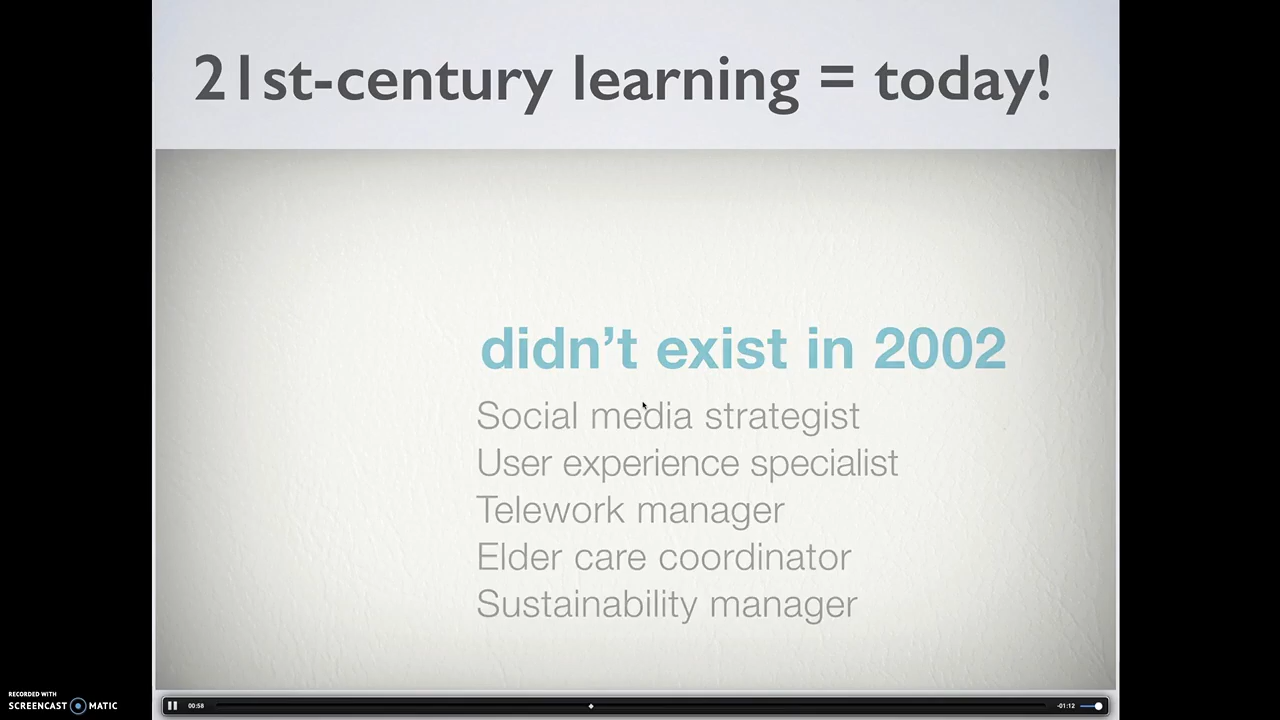 21st-century learning = today!
didn’t exist in 2002
Social media strategist
User experience specialist
Telework manager
Elder care coordinator
Sustainability manager
RECORDED WITH
SCREENCAST MATIC
00:58
-01:12